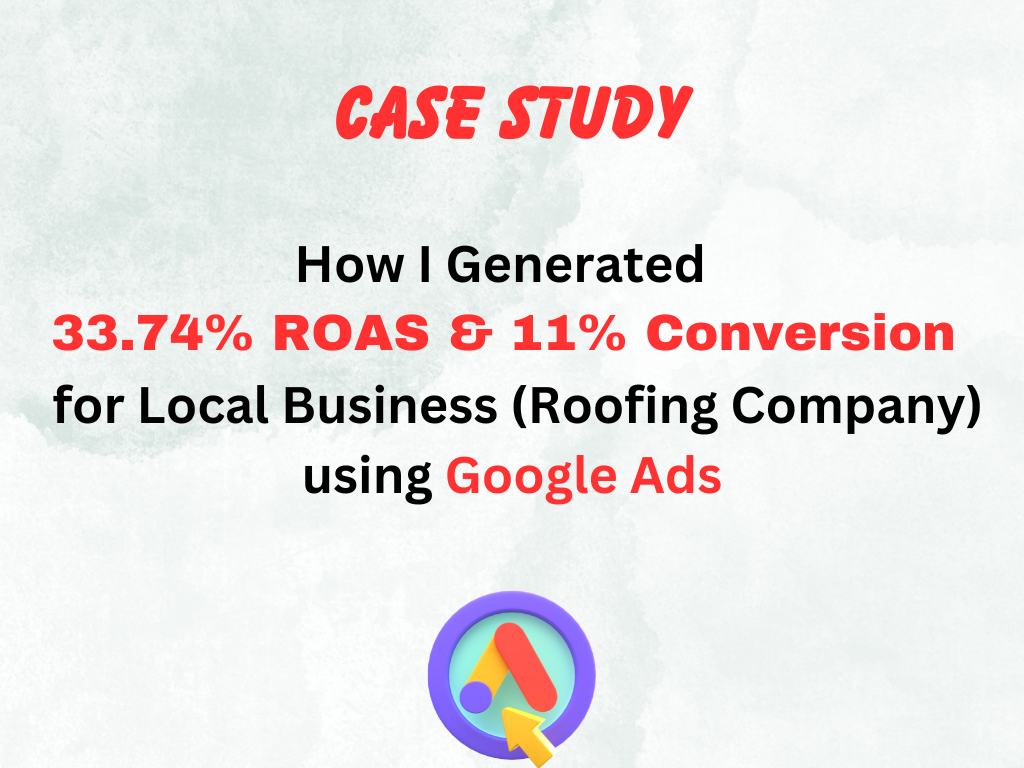 CASE STUDY
How I Generated
33.74% ROAS & 11% Conversion
for Local Business (Roofing Company)
using Google Ads